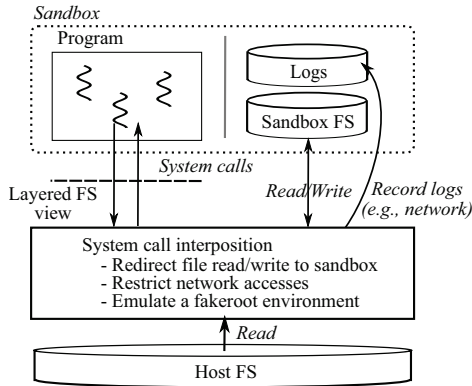 Sandbox
Program
Logs
Sandbox FS
System calls
Layered FS
view
Read/Write
Record logs
(e.g., network)
System call interposition
- Redirect file read/write to sandbox
- Restrict network accesses
- Emulate a fakeroot environment
Read
Host FS